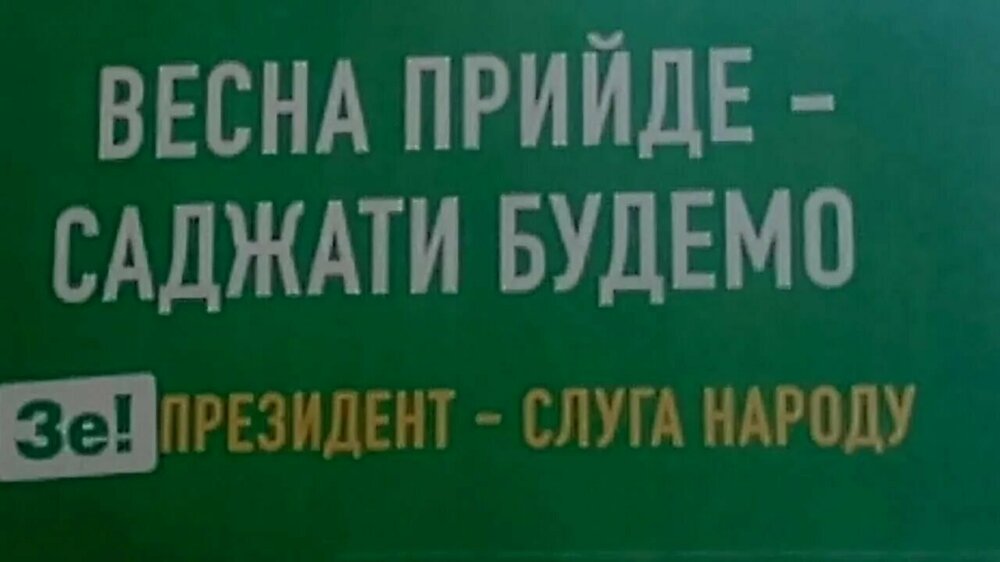 ВЕСНА ПРИЙДЕ –
САДЖАТИ БУДЕМО
Зе! ПРЕЗИДЕНТ - СЛУГА НАРОДУ